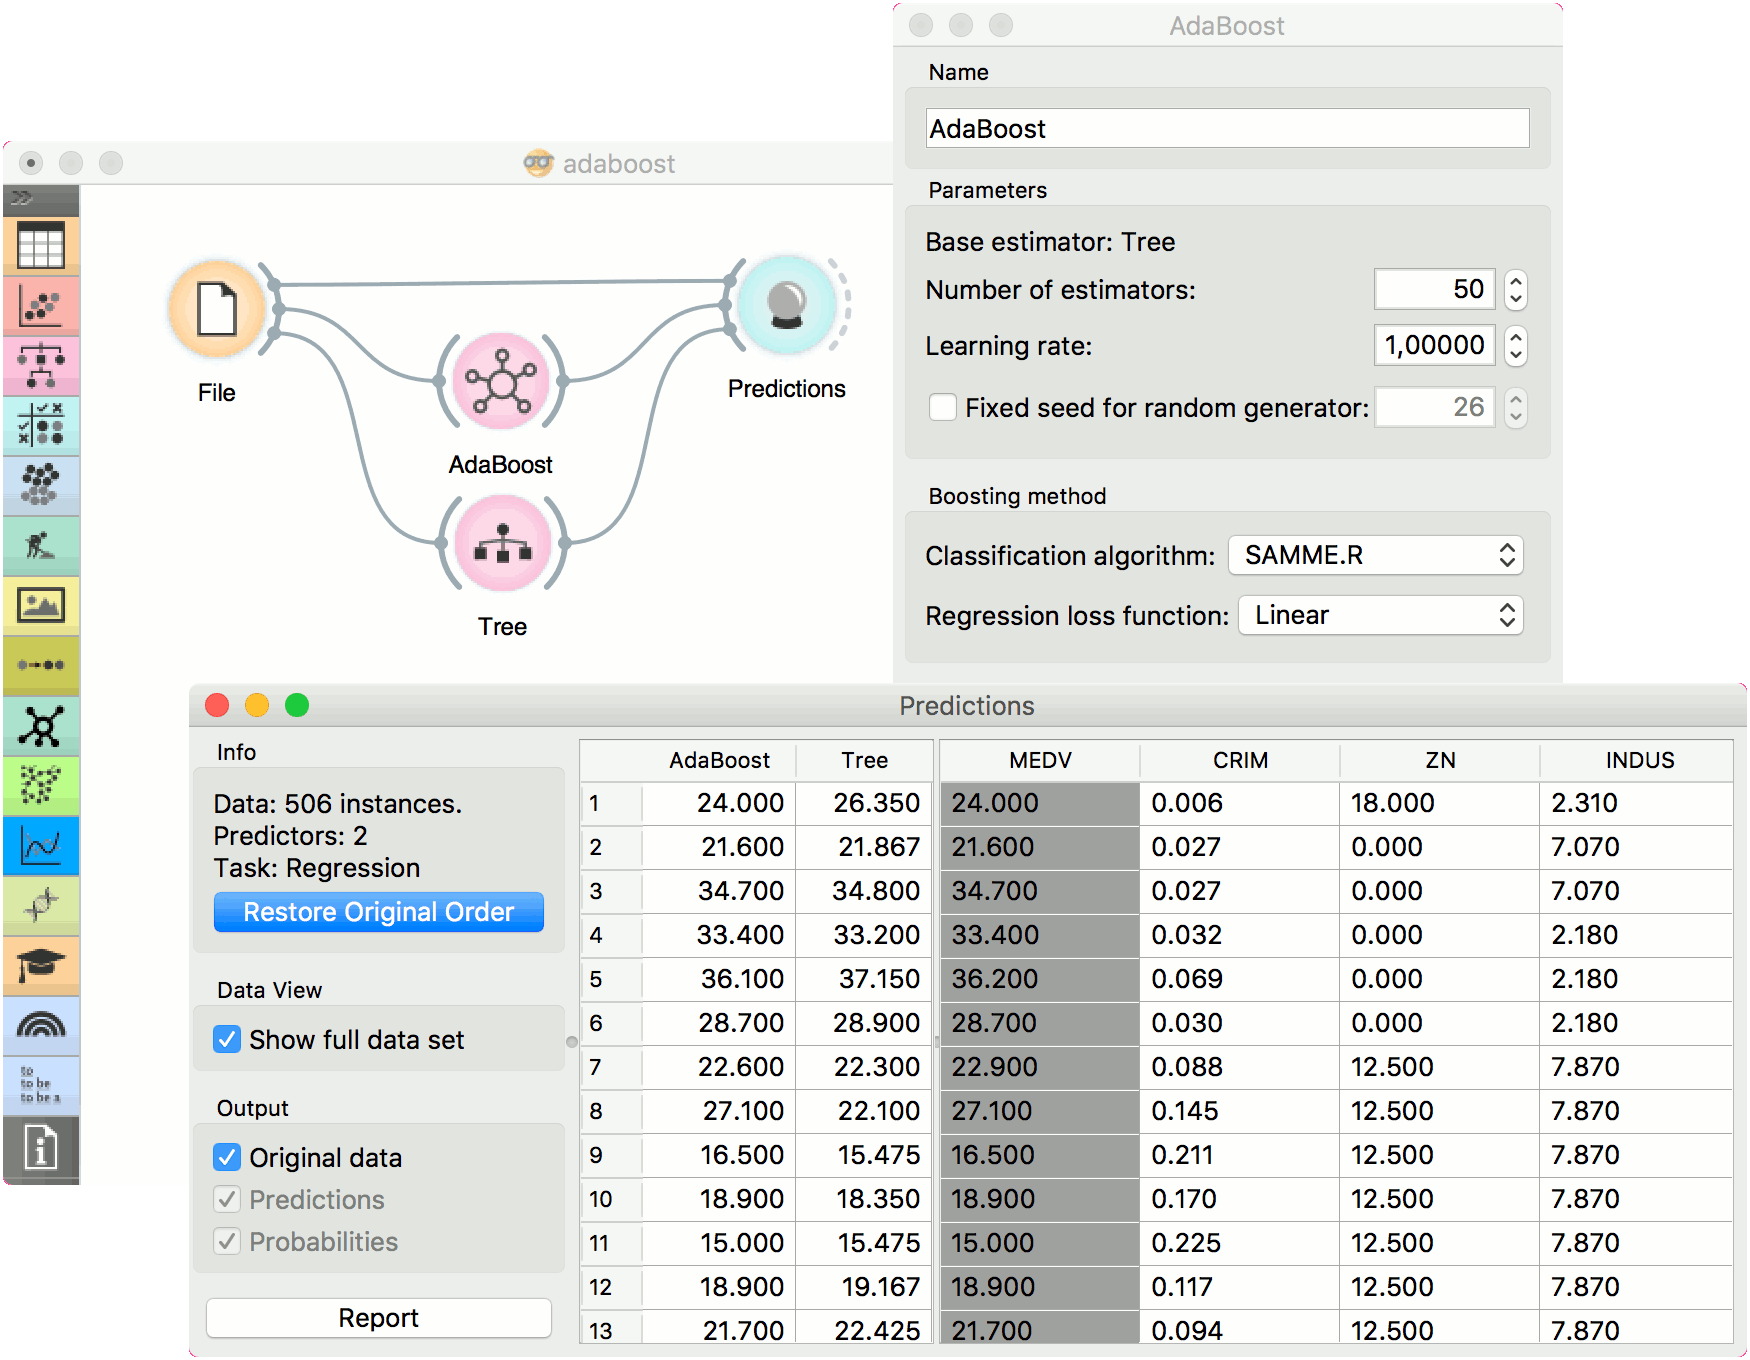 AdaBoost
Name
AdaBoost
Parameters
Base estimator: Tree
Number of estimators: 50
Learning rate: 1,00000
Fixed seed for random generator: 26
Boosting method
Classification algorithm: SAMME.R
Regression loss function: Linear
adaboost
File
AdaBoost
Tree
Predictions
to
to be
to be a
Predictions
Info
Data: 506 instances.
Predictors: 2
Task: Regression
Restore Original Order
Data View
Show full data set
Output
Original data
Predictions
Probabilities
Report
AdaBoost Tree MEDV CRIM ZN INDUS
1 24.000 26.350 24.000 0.006 18.000 2.310
2 21.600 21.867 21.600 0.027 0.000 7.070
3 34.700 34.800 34.700 0.027 0.000 7.070
4 33.400 33.200 33.400 0.032 0.000 2.180
5 36.100 37.150 36.200 0.069 0.000 2.180
6 28.700 28.900 28.700 0.030 0.000 2.180
7 22.600 22.300 22.900 0.088 12.500 7.870
8 27.100 22.100 27.100 0.145 12.500 7.870
9 16.500 15.475 16.500 0.211 12.500 7.870
10 18.900 18.350 18.900 0.170 12.500 7.870
11 15.000 15.475 15.000 0.225 12.500 7.870
12 18.900 19.167 18.900 0.117 12.500 7.870
13 21.700 22.425 21.700 0.094 12.500 7.870